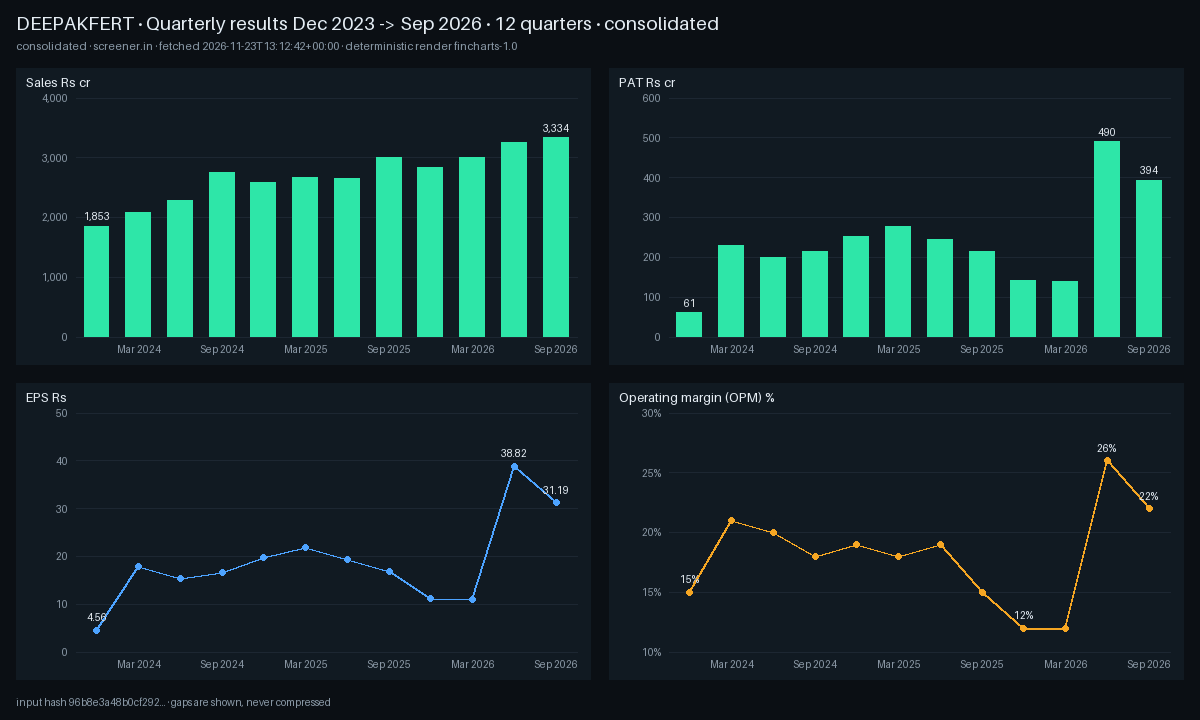 DEEPAKFERT · Quarterly results Dec 2023 -> Sep 2026 · 12 quarters · consolidated
consolidated · screener.in · fetched 2026-11-23T13:12:42+00:00 · deterministic render fincharts-1.0
Sales Rs cr
4,000
3,000
2,000
1,000
0
1,853
3,334
Mar 2024
Sep 2024
Mar 2025
Sep 2025
Mar 2026
Sep 2026
PAT Rs cr
600
500
400
300
200
100
0
61
490
394
Mar 2024
Sep 2024
Mar 2025
Sep 2025
Mar 2026
Sep 2026
EPS Rs
50
40
30
20
10
0
4.56
38.82
31.19
Mar 2024
Sep 2024
Mar 2025
Sep 2025
Mar 2026
Sep 2026
Operating margin (OPM) %
30%
25%
20%
15%
10%
15%
12%
26%
22%
Mar 2024
Sep 2024
Mar 2025
Sep 2025
Mar 2026
Sep 2026
input hash 96b8e3a48b0cf292… · gaps are shown, never compressed